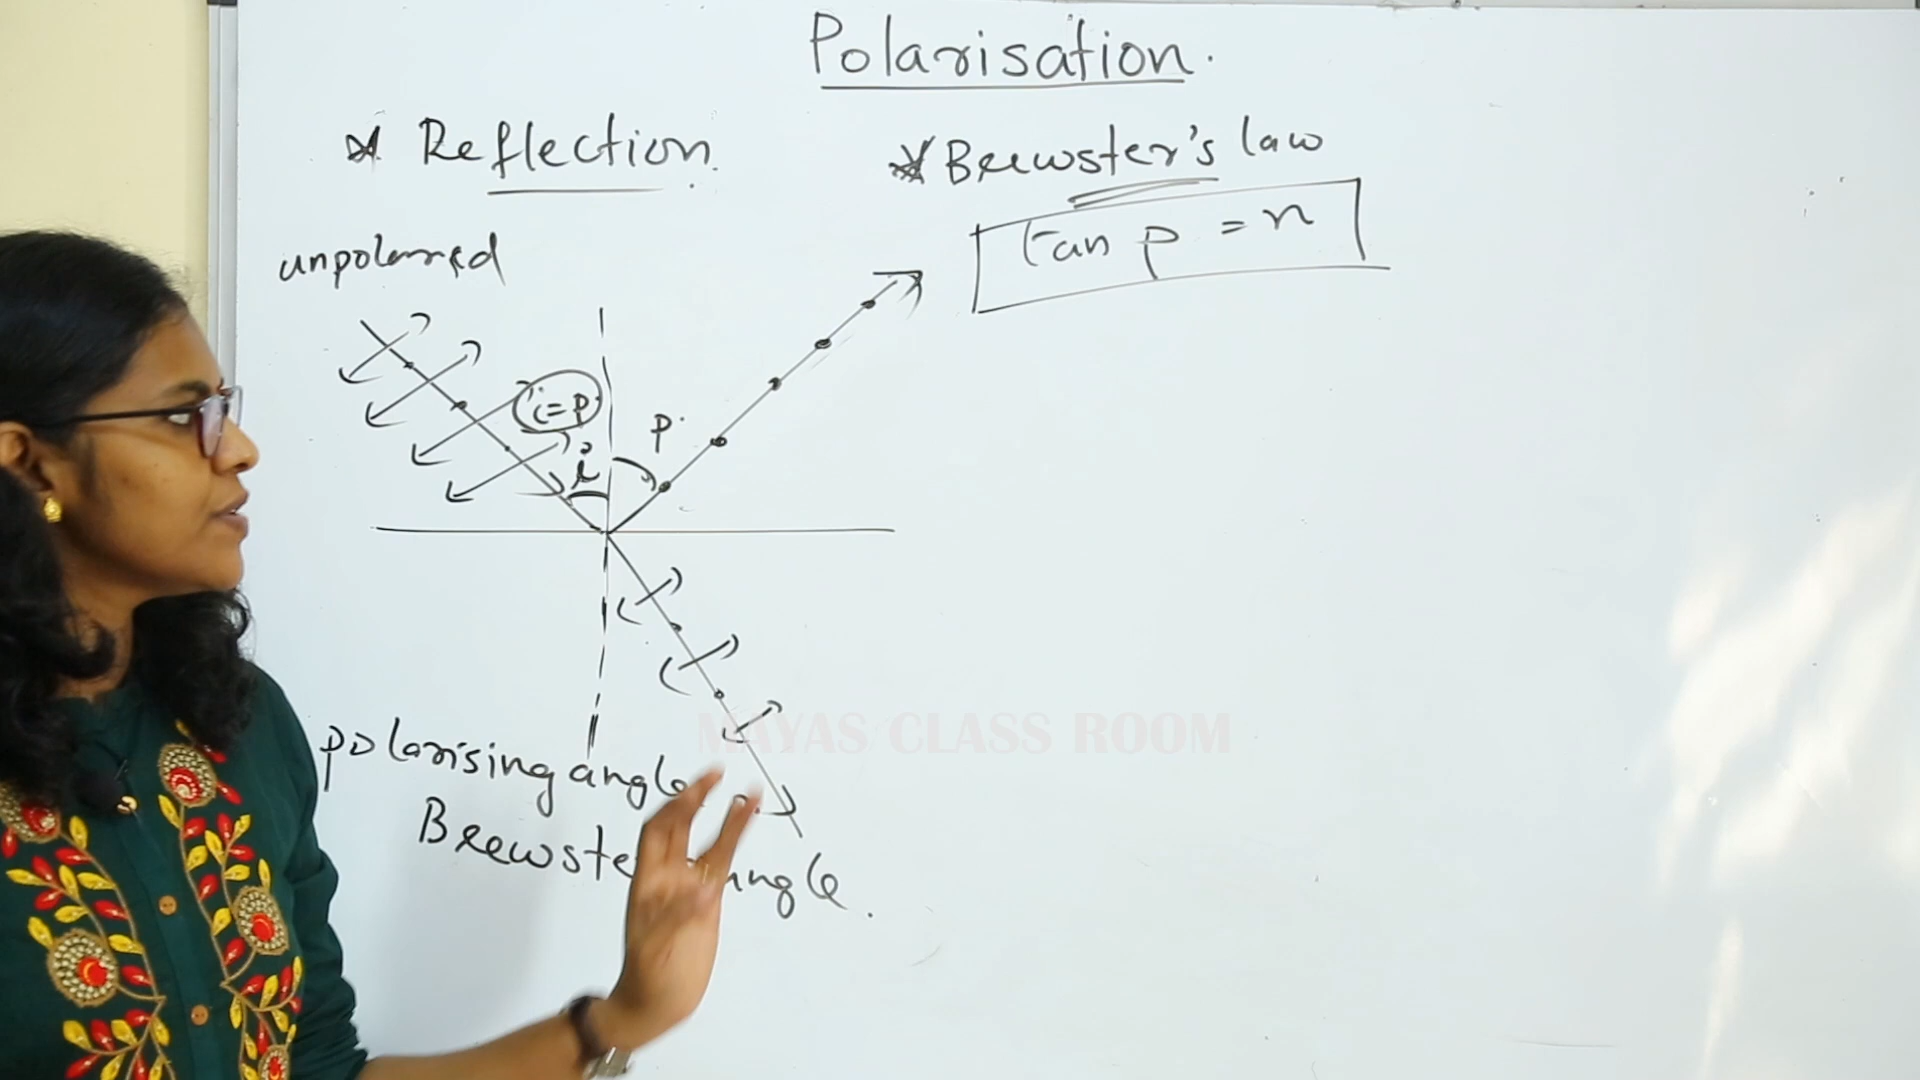 Polarisation.
* Reflection.
* Brewster's law
tan p = n
unpolarised
i=p
i
p
MAYAS CLASS ROOM
polarising angle
Brewster angle.